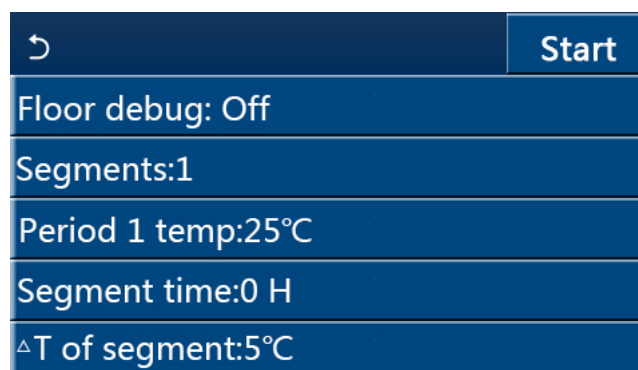 Start
Floor debug: Off
Segments:1
Period 1 temp:25℃
Segment time:0 H
△T of segment:5℃